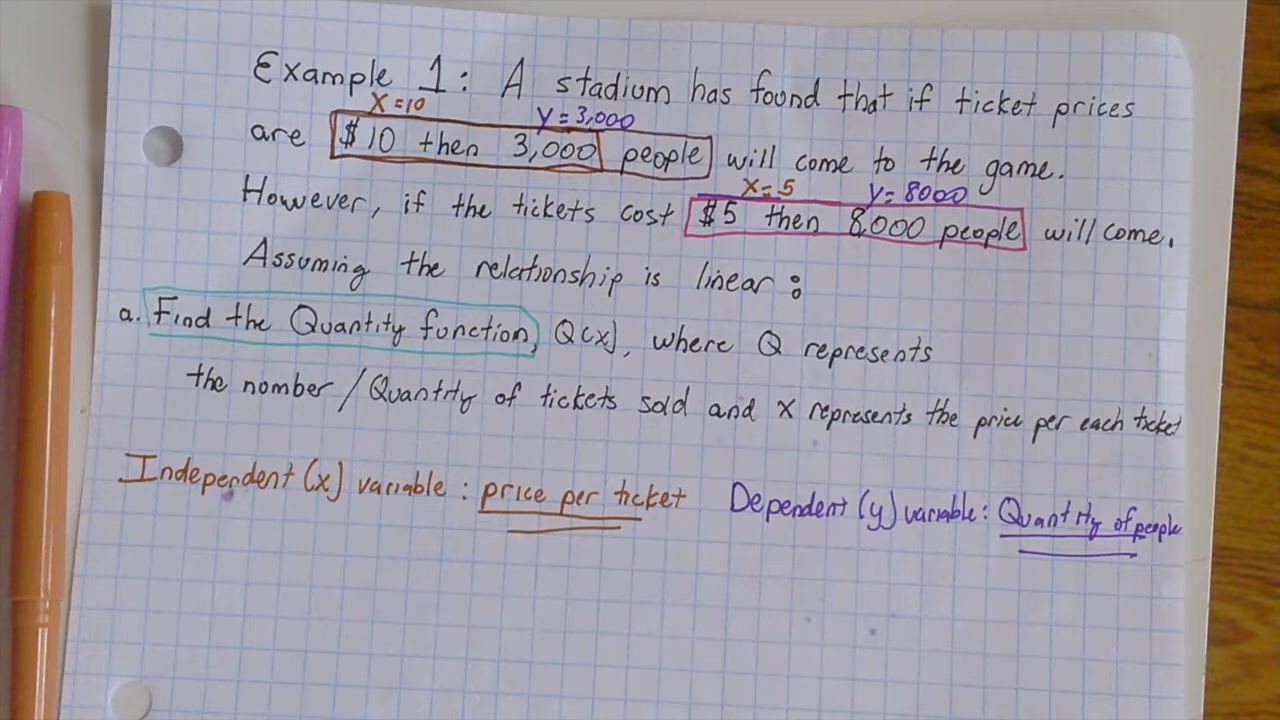 Example 1: A stadium has found that if ticket prices
x=10 y=3,000
are $10 then 3,000 people will come to the game.
x=5 y=8000
However, if the tickets cost $5 then 8,000 people will come.
Assuming the relationship is linear:
a. Find the Quantity function, Q(x), where Q represents
the nomber/Quantity of tickets sold and x represents the price per each ticket
Independent (x) variable: price per ticket Dependent (y) variable: Quantity of people